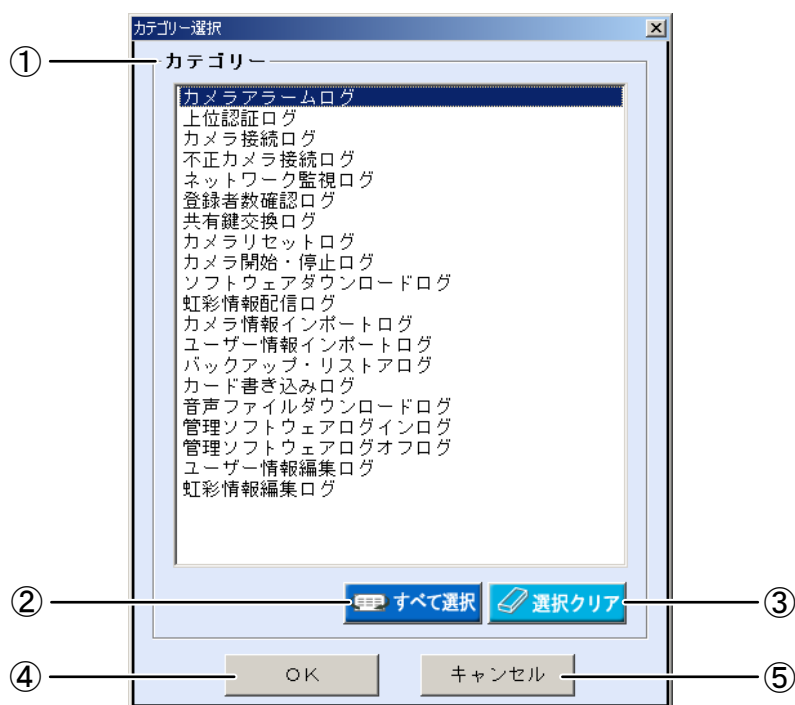 カテゴリー選択
① カテゴリー
カメラアラームログ
上位認証ログ
カメラ接続ログ
不正カメラ接続ログ
ネットワーク監視ログ
登録者数確認ログ
共有鍵交換ログ
カメラリセットログ
カメラ開始・停止ログ
ソフトウェアダウンロードログ
虹彩情報配信ログ
カメラ情報インポートログ
ユーザー情報インポートログ
バックアップ・リストアログ
カード書き込みログ
音声ファイルダウンロードログ
管理ソフトウェアログインログ
管理ソフトウェアログオフログ
ユーザー情報編集ログ
虹彩情報編集ログ
② すべて選択 選択クリア ③
④ OK キャンセル ⑤